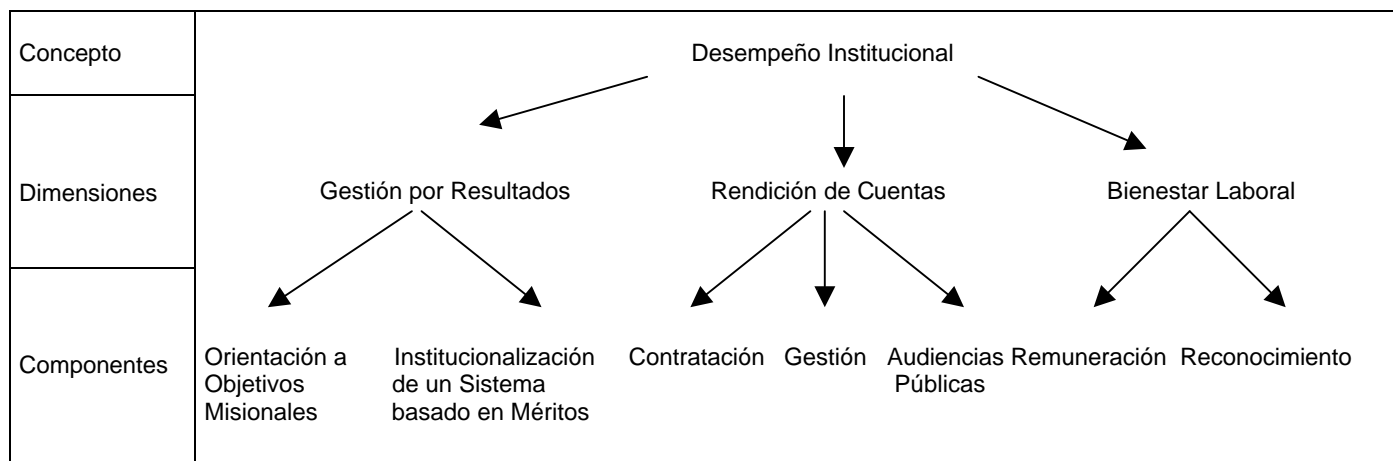 Concepto
Desempeño Institucional
Dimensiones
Gestión por Resultados
Rendición de Cuentas
Bienestar Laboral
Componentes
Orientación a
Objetivos
Misionales
Institucionalización
de un Sistema
basado en Méritos
Contratación
Gestión
Audiencias
Públicas
Remuneración
Reconocimiento